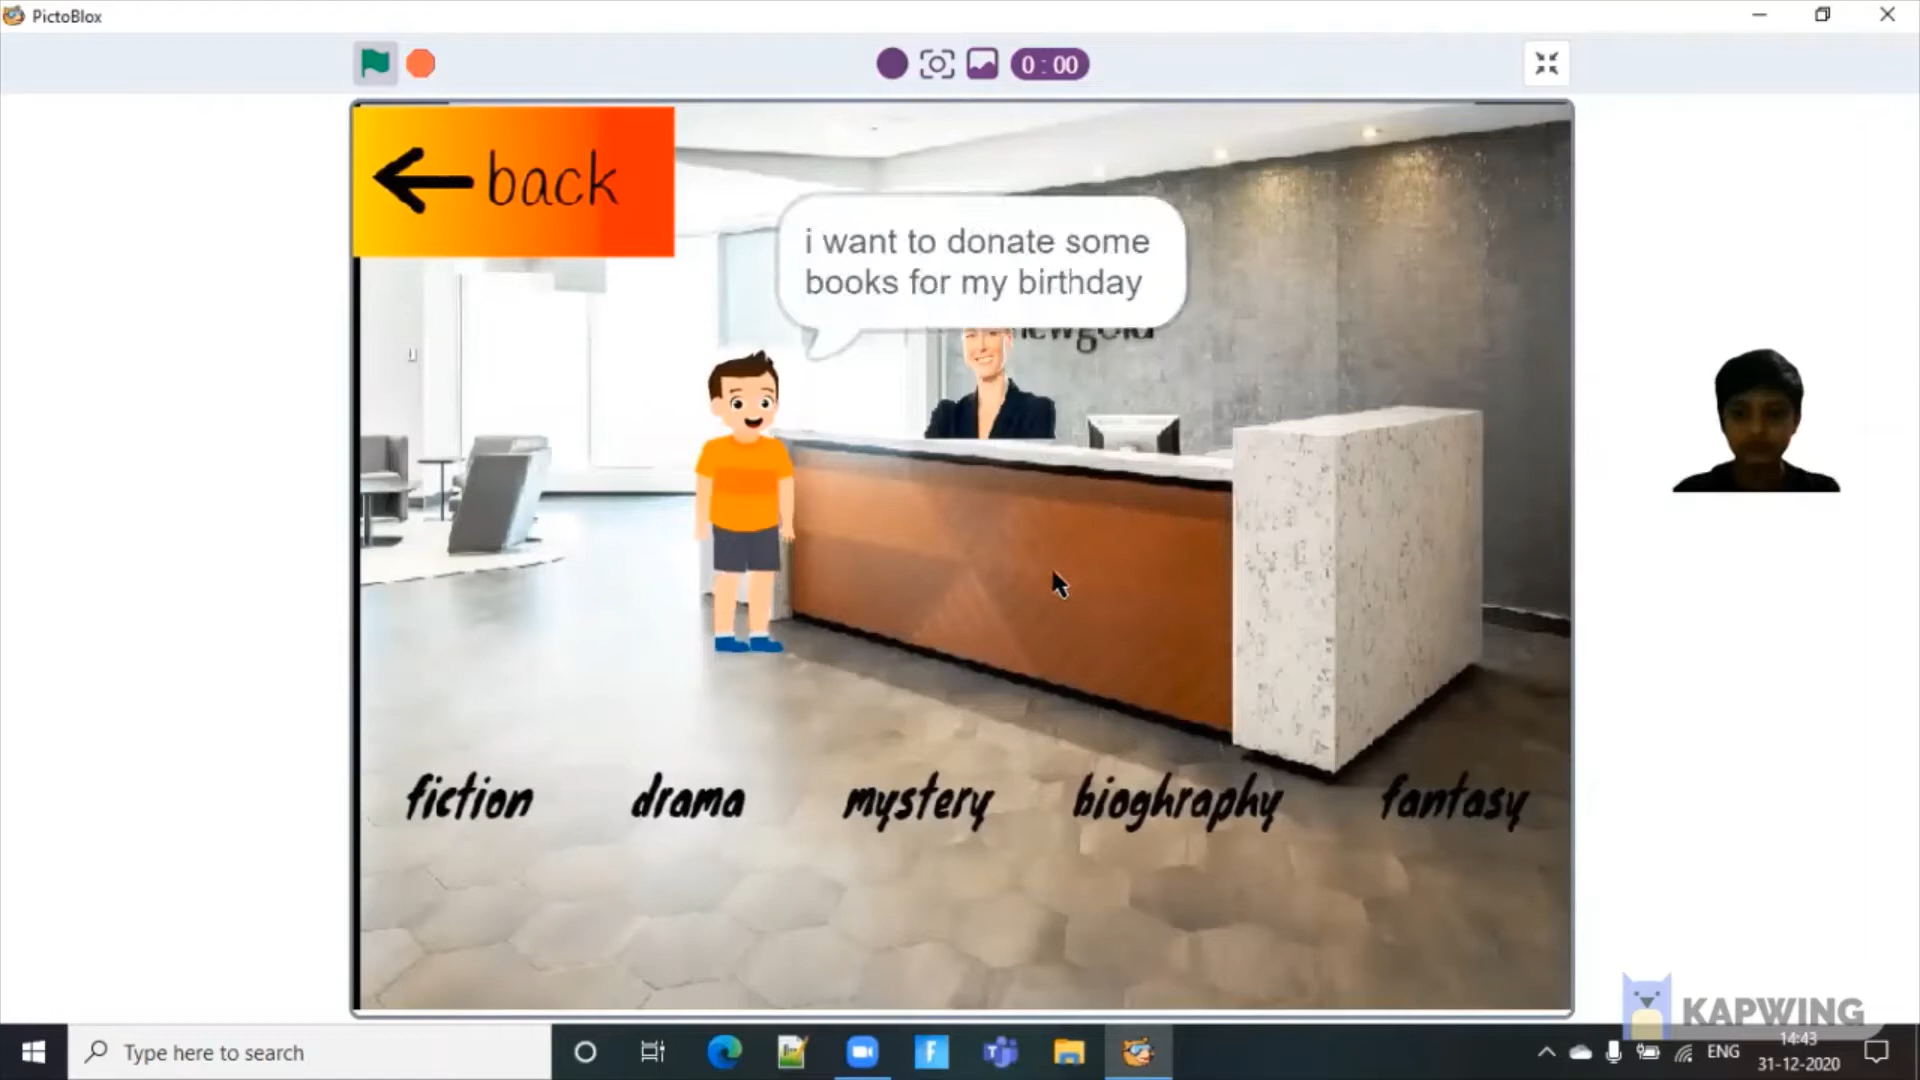 PictoBlox
0 : 00
back
i want to donate some
books for my birthday
fiction
drama
mystery
bioghraphy
fantasy
KAPWING
Type here to search
ENG
14:43
31-12-2020